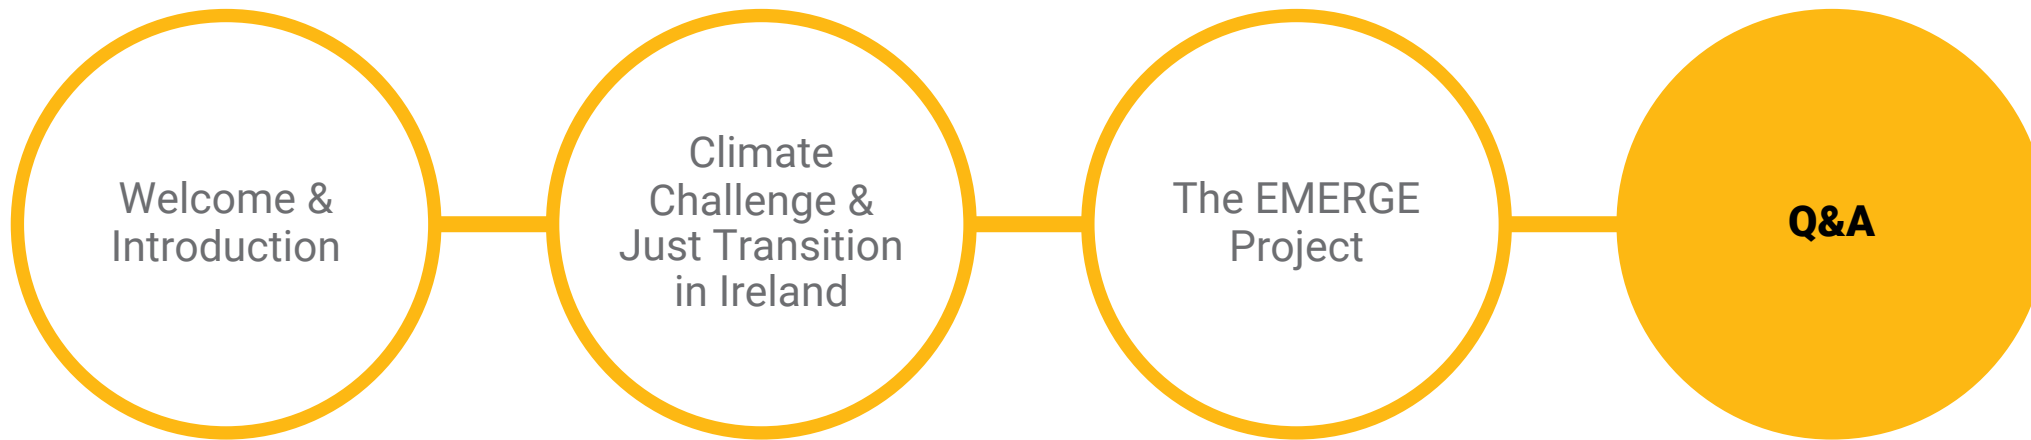 Welcome &
Introduction
Climate
Challenge &
Just Transition
in Ireland
The EMERGE
Project
Q&A